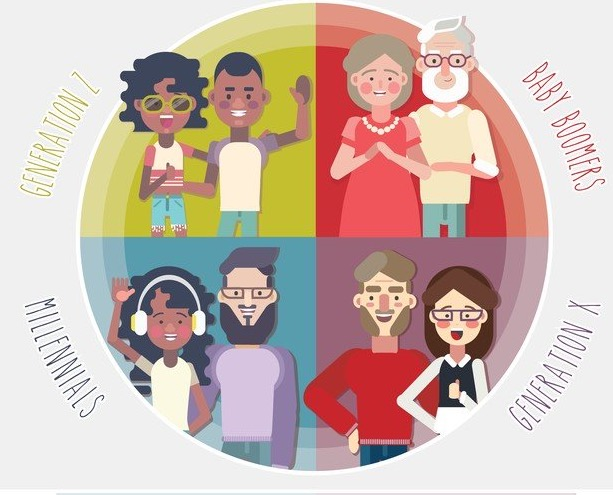 GENERATION Z
BABY BOOMERS
MILLENNIALS
GENERATION X